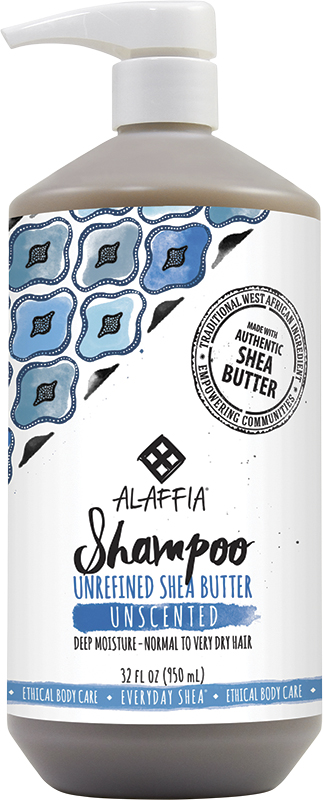 TRADITIONAL WEST AFRICAN INGREDIENT
MADE WITH
AUTHENTIC
SHEA
BUTTER
• EMPOWERING COMMUNITIES •
ALAFFIA®
Shampoo
UNREFINED SHEA BUTTER
UNSCENTED
DEEP MOISTURE - NORMAL TO VERY DRY HAIR
32 FL OZ (950 mL)
• ETHICAL BODY CARE • EVERYDAY SHEA® • ETHICAL BODY CARE •